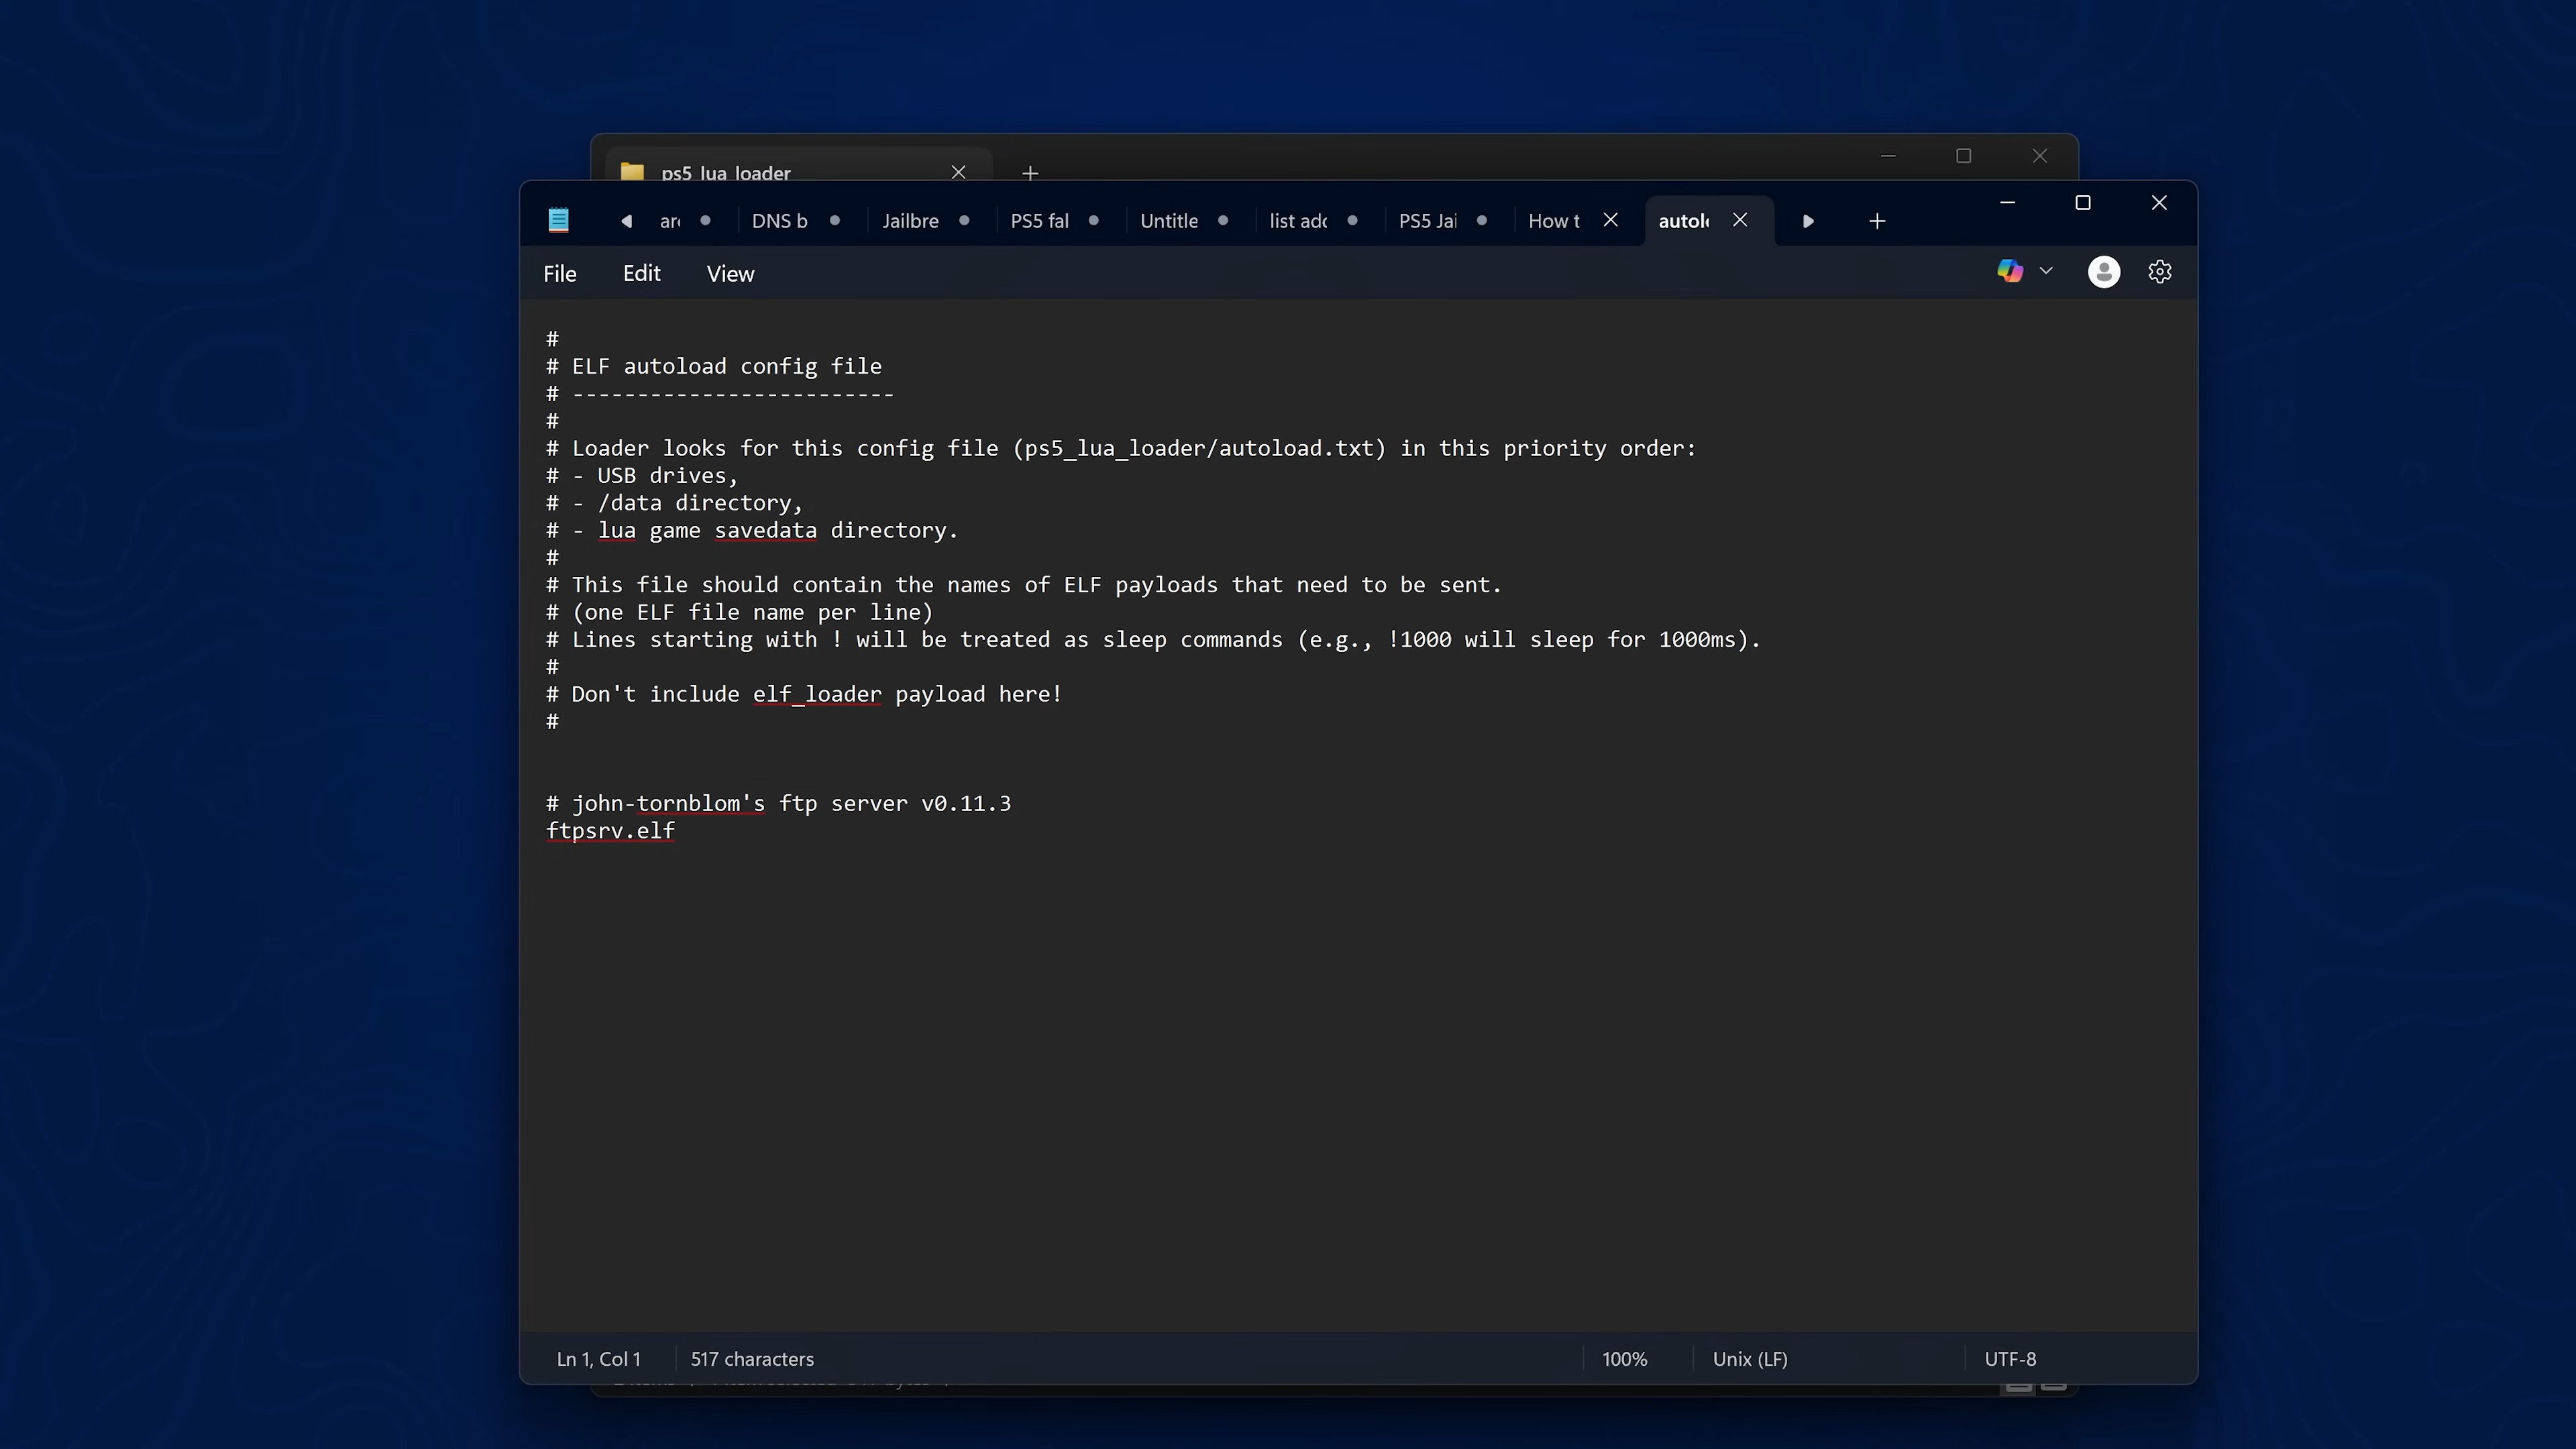 ps5_lua_loader
DNS b
Jailbre
PS5 fal
Untitle
list add
PS5 Jai
How t
autol
File
Edit
View
#
# ELF autoload config file
# -------------------------
#
# Loader looks for this config file (ps5_lua_loader/autoload.txt) in this priority order:
# - USB drives,
# - /data directory,
# - lua game savedata directory.
#
# This file should contain the names of ELF payloads that need to be sent.
# (one ELF file name per line)
# Lines starting with ! will be treated as sleep commands (e.g., !1000 will sleep for 1000ms).
#
# Don't include elf_loader payload here!
#
# john-tornblom's ftp server v0.11.3
ftpsrv.elf
Ln 1, Col 1
517 characters
100%
Unix (LF)
UTF-8